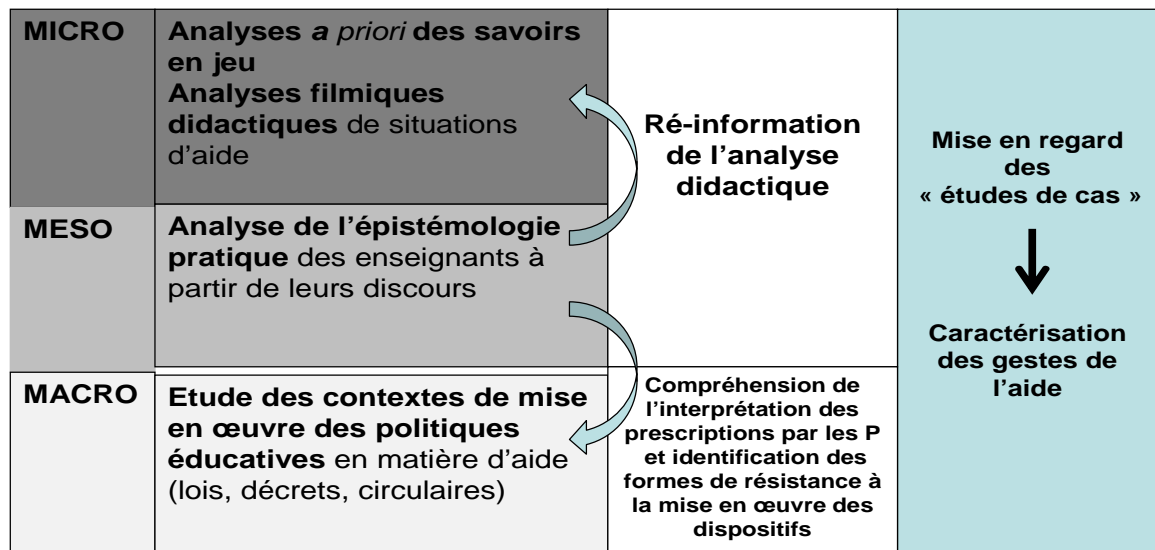 MICRO
Analyses a priori des savoirs
en jeu
Analyses filmiques
didactiques de situations
d'aide
Ré-information
de l'analyse
didactique
MESO
Analyse de l'épistémologie
pratique des enseignants à
partir de leurs discours
MACRO
Etude des contextes de mise
en œuvre des politiques
éducatives en matière d'aide
(lois, décrets, circulaires)
Compréhension de
l'interprétation des
prescriptions par les P
et identification des
formes de résistance à
la mise en œuvre des
dispositifs
Mise en regard
des
« études de cas »
Caractérisation
des gestes de
l'aide